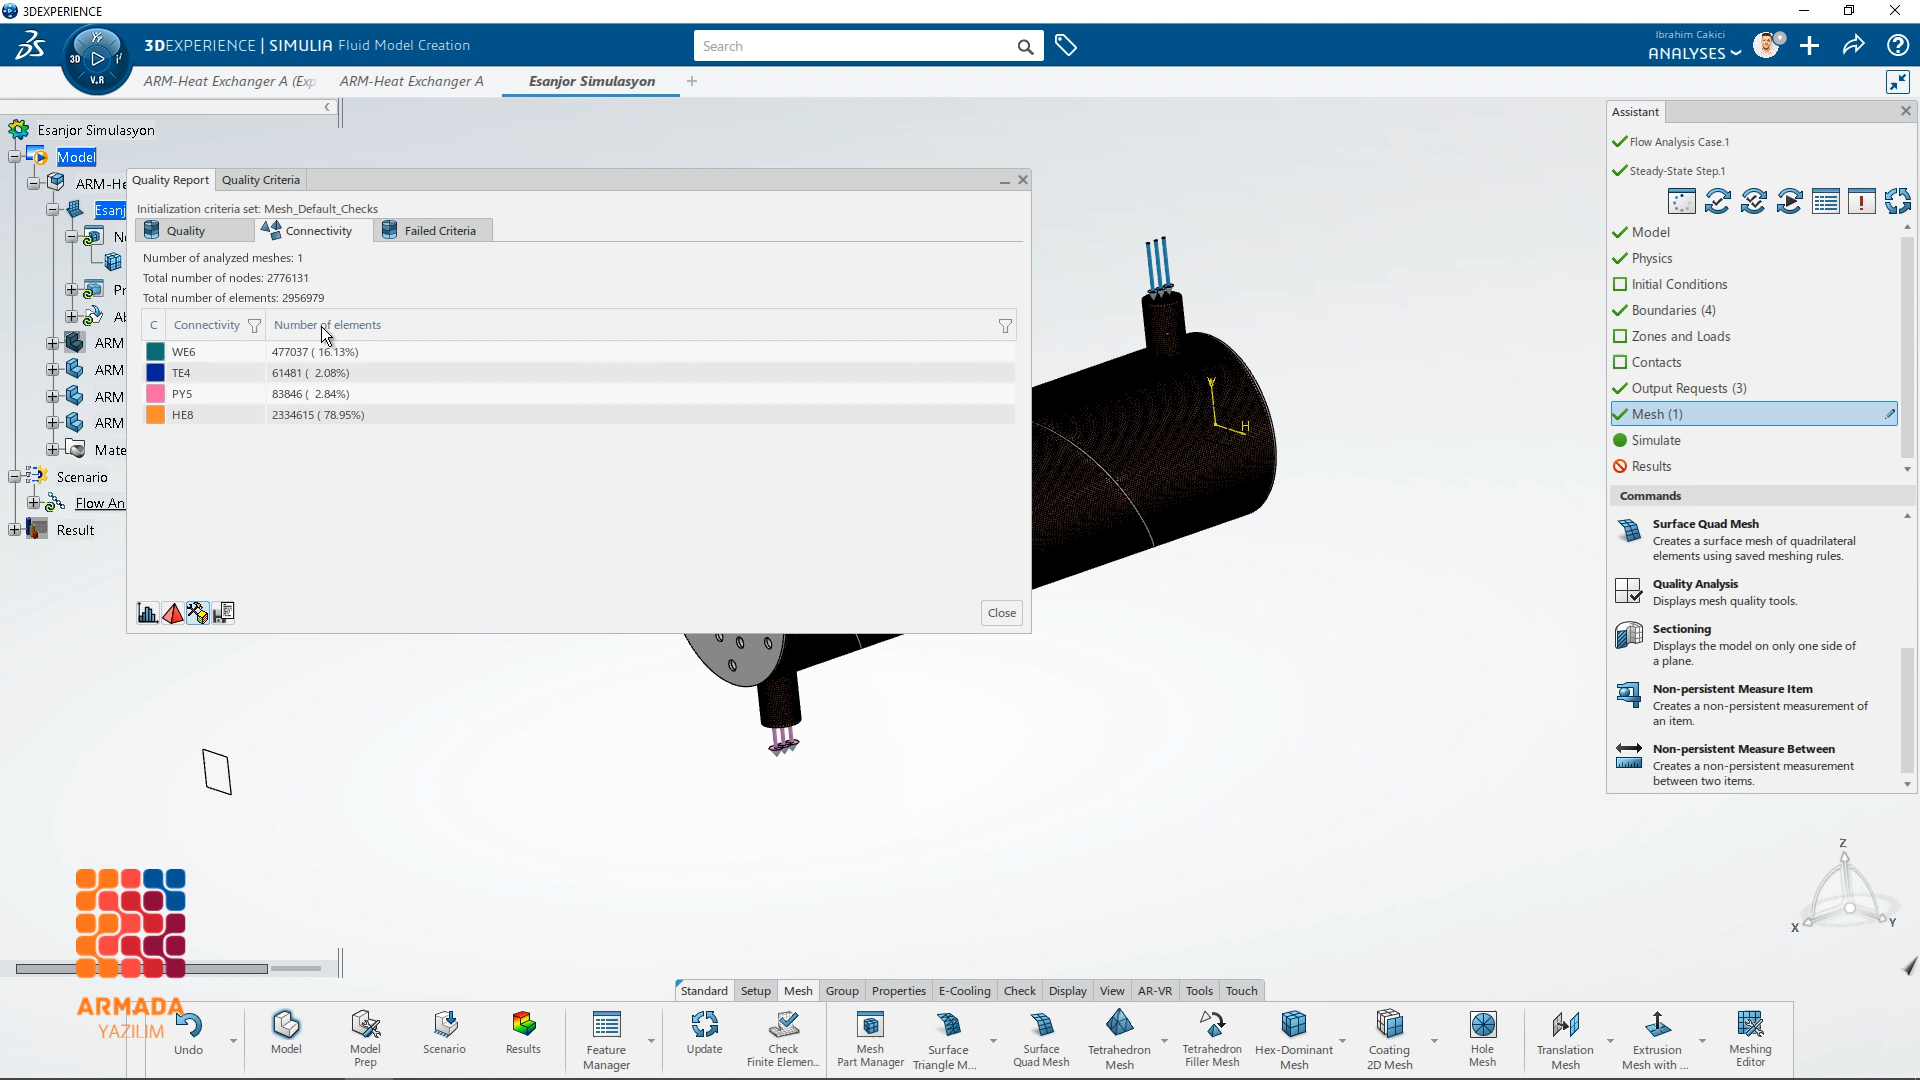 3DEXPERIENCE
3DEXPERIENCE | SIMULIA Fluid Model Creation
Search
Ibrahim Cakici
ANALYSES
3D
V.R
ARM-Heat Exchanger A (Exp
ARM-Heat Exchanger A
Esanjor Simulasyon
Esanjor Simulasyon
Model
ARM-He
Esanj
N
Pr
Al
ARM
ARM
ARM
ARM
Mate
Scenario
Flow An
Result
Quality Report
Quality Criteria
Initialization criteria set: Mesh_Default_Checks
Quality
Connectivity
Failed Criteria
Number of analyzed meshes: 1
Total number of nodes: 2776131
Total number of elements: 2956979
C Connectivity Number of elements
WE6 477037 ( 16.13%)
TE4 61481 ( 2.08%)
PY5 83846 ( 2.84%)
HE8 2334615 ( 78.95%)
Close
H
Assistant
Flow Analysis Case.1
Steady-State Step.1
Model
Physics
Initial Conditions
Boundaries (4)
Zones and Loads
Contacts
Output Requests (3)
Mesh (1)
Simulate
Results
Commands
Surface Quad Mesh
Creates a surface mesh of quadrilateral
elements using saved meshing rules.
Quality Analysis
Displays mesh quality tools.
Sectioning
Displays the model on only one side of
a plane.
Non-persistent Measure Item
Creates a non-persistent measurement of
an item.
Non-persistent Measure Between
Creates a non-persistent measurement
between two items.
Z
X
Y
ARMADA
YAZILIM
Standard Setup Mesh Group Properties E-Cooling Check Display View AR-VR Tools Touch
Undo
Model
Model
Prep
Scenario
Results
Feature
Manager
Update
Check
Finite Elemen...
Mesh
Part Manager
Surface
Triangle M...
Surface
Quad Mesh
Tetrahedron
Mesh
Tetrahedron
Filler Mesh
Hex-Dominant
Mesh
Coating
2D Mesh
Hole
Mesh
Translation
Mesh
Extrusion
Mesh with ...
Meshing
Editor